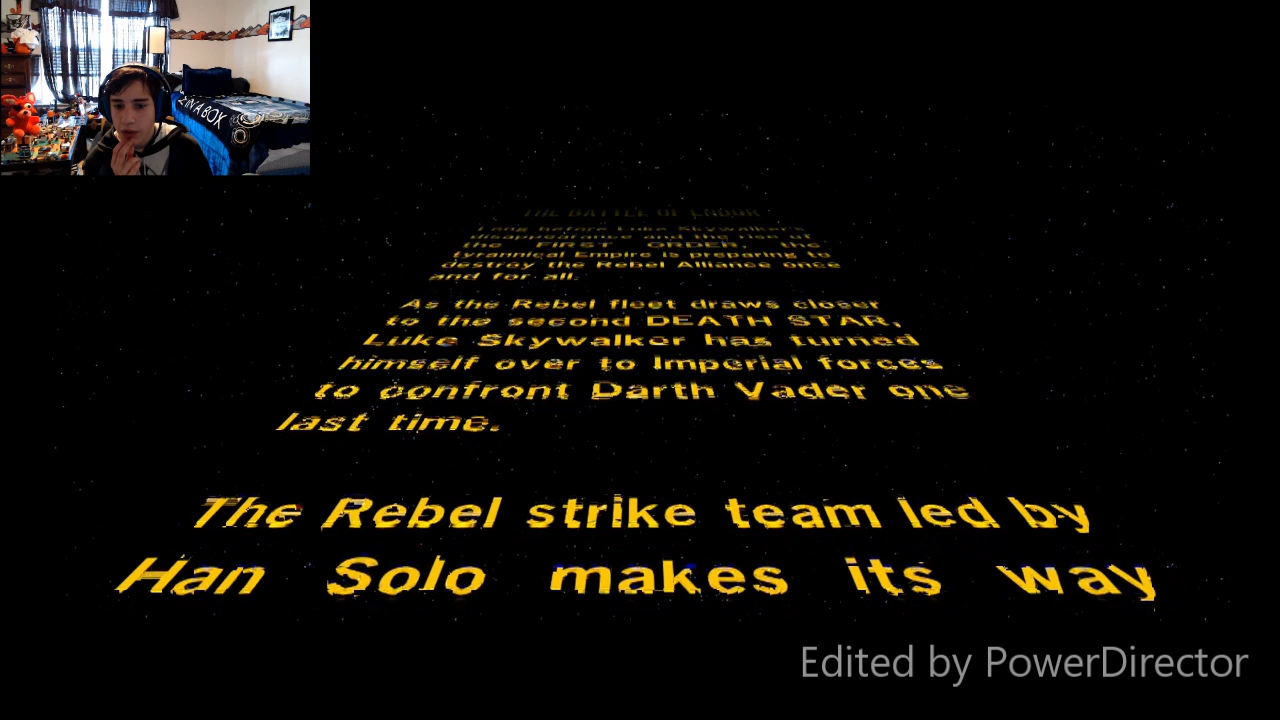 IN A BOX
THE BATTLE OF ENDOR
Long before Luke Skywalker's
disappearance and the rise of
the FIRST ORDER, the
tyrannical Empire is preparing to
destroy the Rebel Alliance once
and for all.
As the Rebel fleet draws closer
to the second DEATH STAR,
Luke Skywalker has turned
himself over to Imperial forces
to confront Darth Vader one
last time.
The Rebel strike team led by
Han Solo makes its way
Edited by PowerDirector